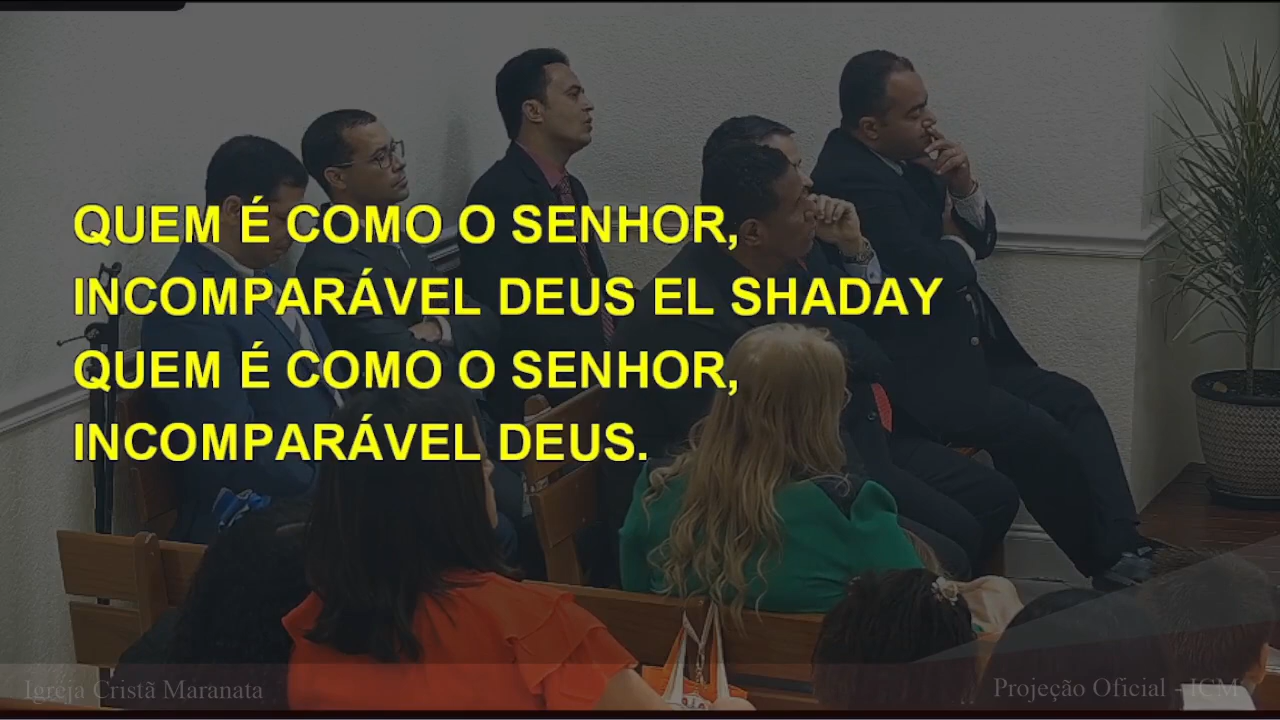 QUEM É COMO O SENHOR,
INCOMPARÁVEL DEUS EL SHADAY
QUEM É COMO O SENHOR,
INCOMPARÁVEL DEUS.
Igreja Cristã Maranata
Projeção Oficial - ICM